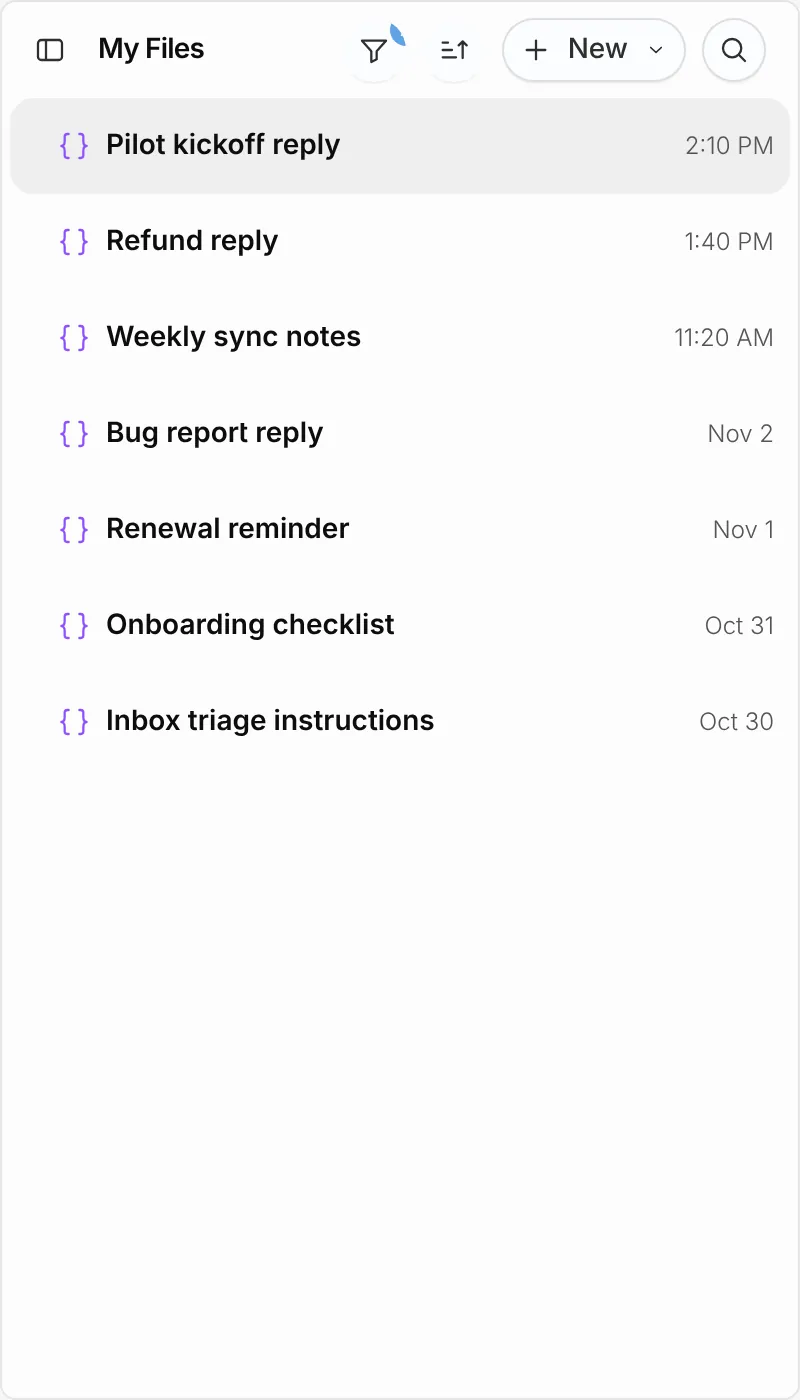 My Files
New
Pilot kickoff reply 2:10 PM
Refund reply 1:40 PM
Weekly sync notes 11:20 AM
Bug report reply Nov 2
Renewal reminder Nov 1
Onboarding checklist Oct 31
Inbox triage instructions Oct 30